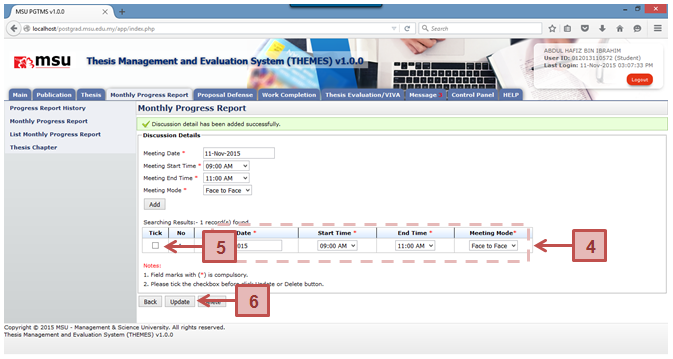 MSU PGTMS v1.0.0
localhost/postgrad.msu.edu.my/app/index.php
Search
msu
Thesis Management and Evaluation System (THEMES) v1.0.0
ABDUL HAFIZ BIN IBRAHIM
User ID: 012013110572 (Student)
Last Login: 11-Nov-2015 03:07:33 PM
Logout
Main Publication Thesis Monthly Progress Report Proposal Defense Work Completion Thesis Evaluation/VIVA Message Control Panel HELP
Progress Report History
Monthly Progress Report
List Monthly Progress Report
Thesis Chapter
Monthly Progress Report
Discussion detail has been added successfully.
Discussion Details
Meeting Date * 11-Nov-2015
Meeting Start Time * 09:00 AM
Meeting End Time * 11:00 AM
Meeting Mode * Face to Face
Add
Searching Results:- 1 record(s) found.
Tick No Date * Start Time * End Time * Meeting Mode*
2015 09:00 AM 11:00 AM Face to Face
5
4
Notes:
1. Field marks with (*) is compulsory.
2. Please tick the checkbox before click Update or Delete button.
Back Update
6
Copyright © 2015 MSU - Management & Science University. All rights reserved.
Thesis Management and Evaluation System (THEMES) v1.0.0